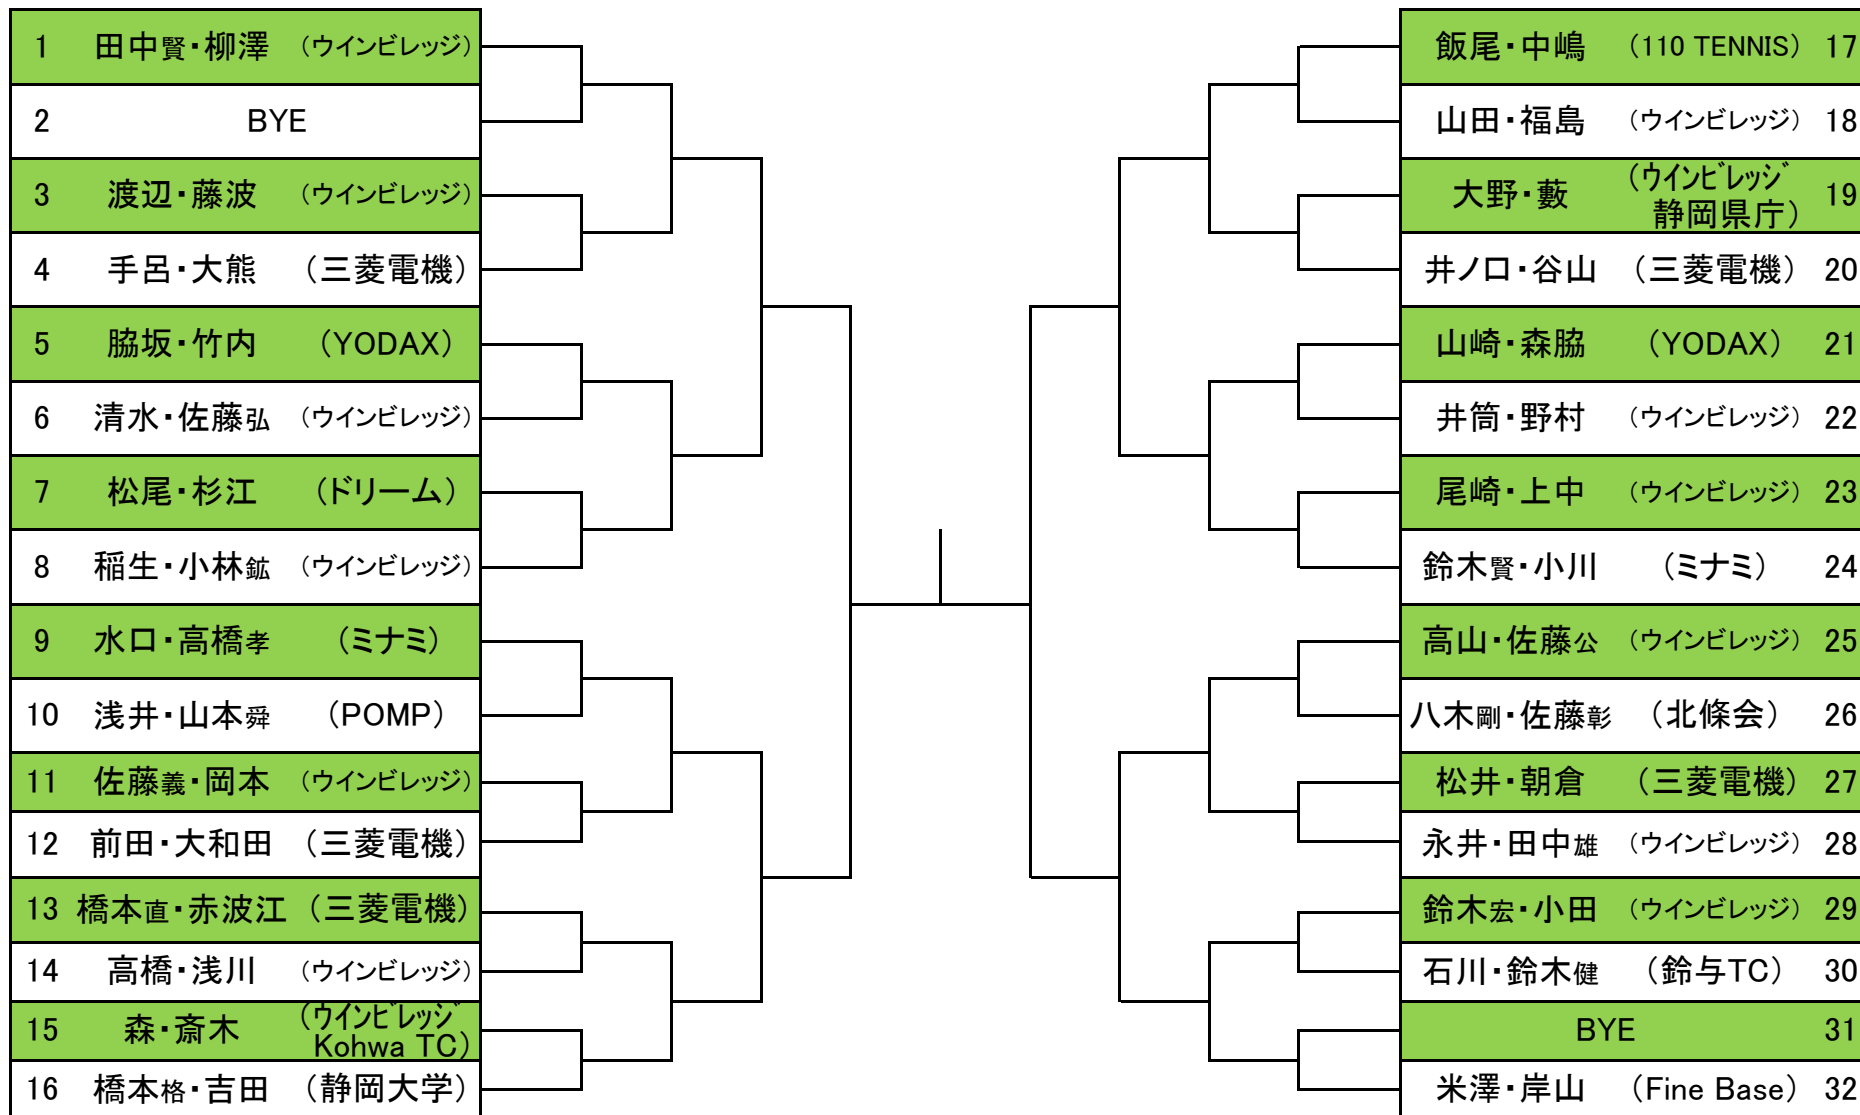 1 田中賢・柳澤 (ウインビレッジ)
2 BYE
3 渡辺・藤波 (ウインビレッジ)
4 手呂・大熊 (三菱電機)
5 脇坂・竹内 (YODAX)
6 清水・佐藤弘 (ウインビレッジ)
7 松尾・杉江 (ドリーム)
8 稲生・小林鉱 (ウインビレッジ)
9 水口・高橋孝 (ミナミ)
10 浅井・山本舜 (POMP)
11 佐藤義・岡本 (ウインビレッジ)
12 前田・大和田 (三菱電機)
13 橋本直・赤波江 (三菱電機)
14 高橋・浅川 (ウインビレッジ)
15 森・斎木 (ウインビレッジ
Kohwa TC)
16 橋本格・吉田 (静岡大学)
飯尾・中嶋 (110 TENNIS) 17
山田・福島 (ウインビレッジ) 18
大野・藪 (ウインビレッジ
静岡県庁) 19
井ノ口・谷山 (三菱電機) 20
山崎・森脇 (YODAX) 21
井筒・野村 (ウインビレッジ) 22
尾崎・上中 (ウインビレッジ) 23
鈴木賢・小川 (ミナミ) 24
高山・佐藤公 (ウインビレッジ) 25
八木剛・佐藤彰 (北條会) 26
松井・朝倉 (三菱電機) 27
永井・田中雄 (ウインビレッジ) 28
鈴木宏・小田 (ウインビレッジ) 29
石川・鈴木健 (鈴与TC) 30
BYE 31
米澤・岸山 (Fine Base) 32